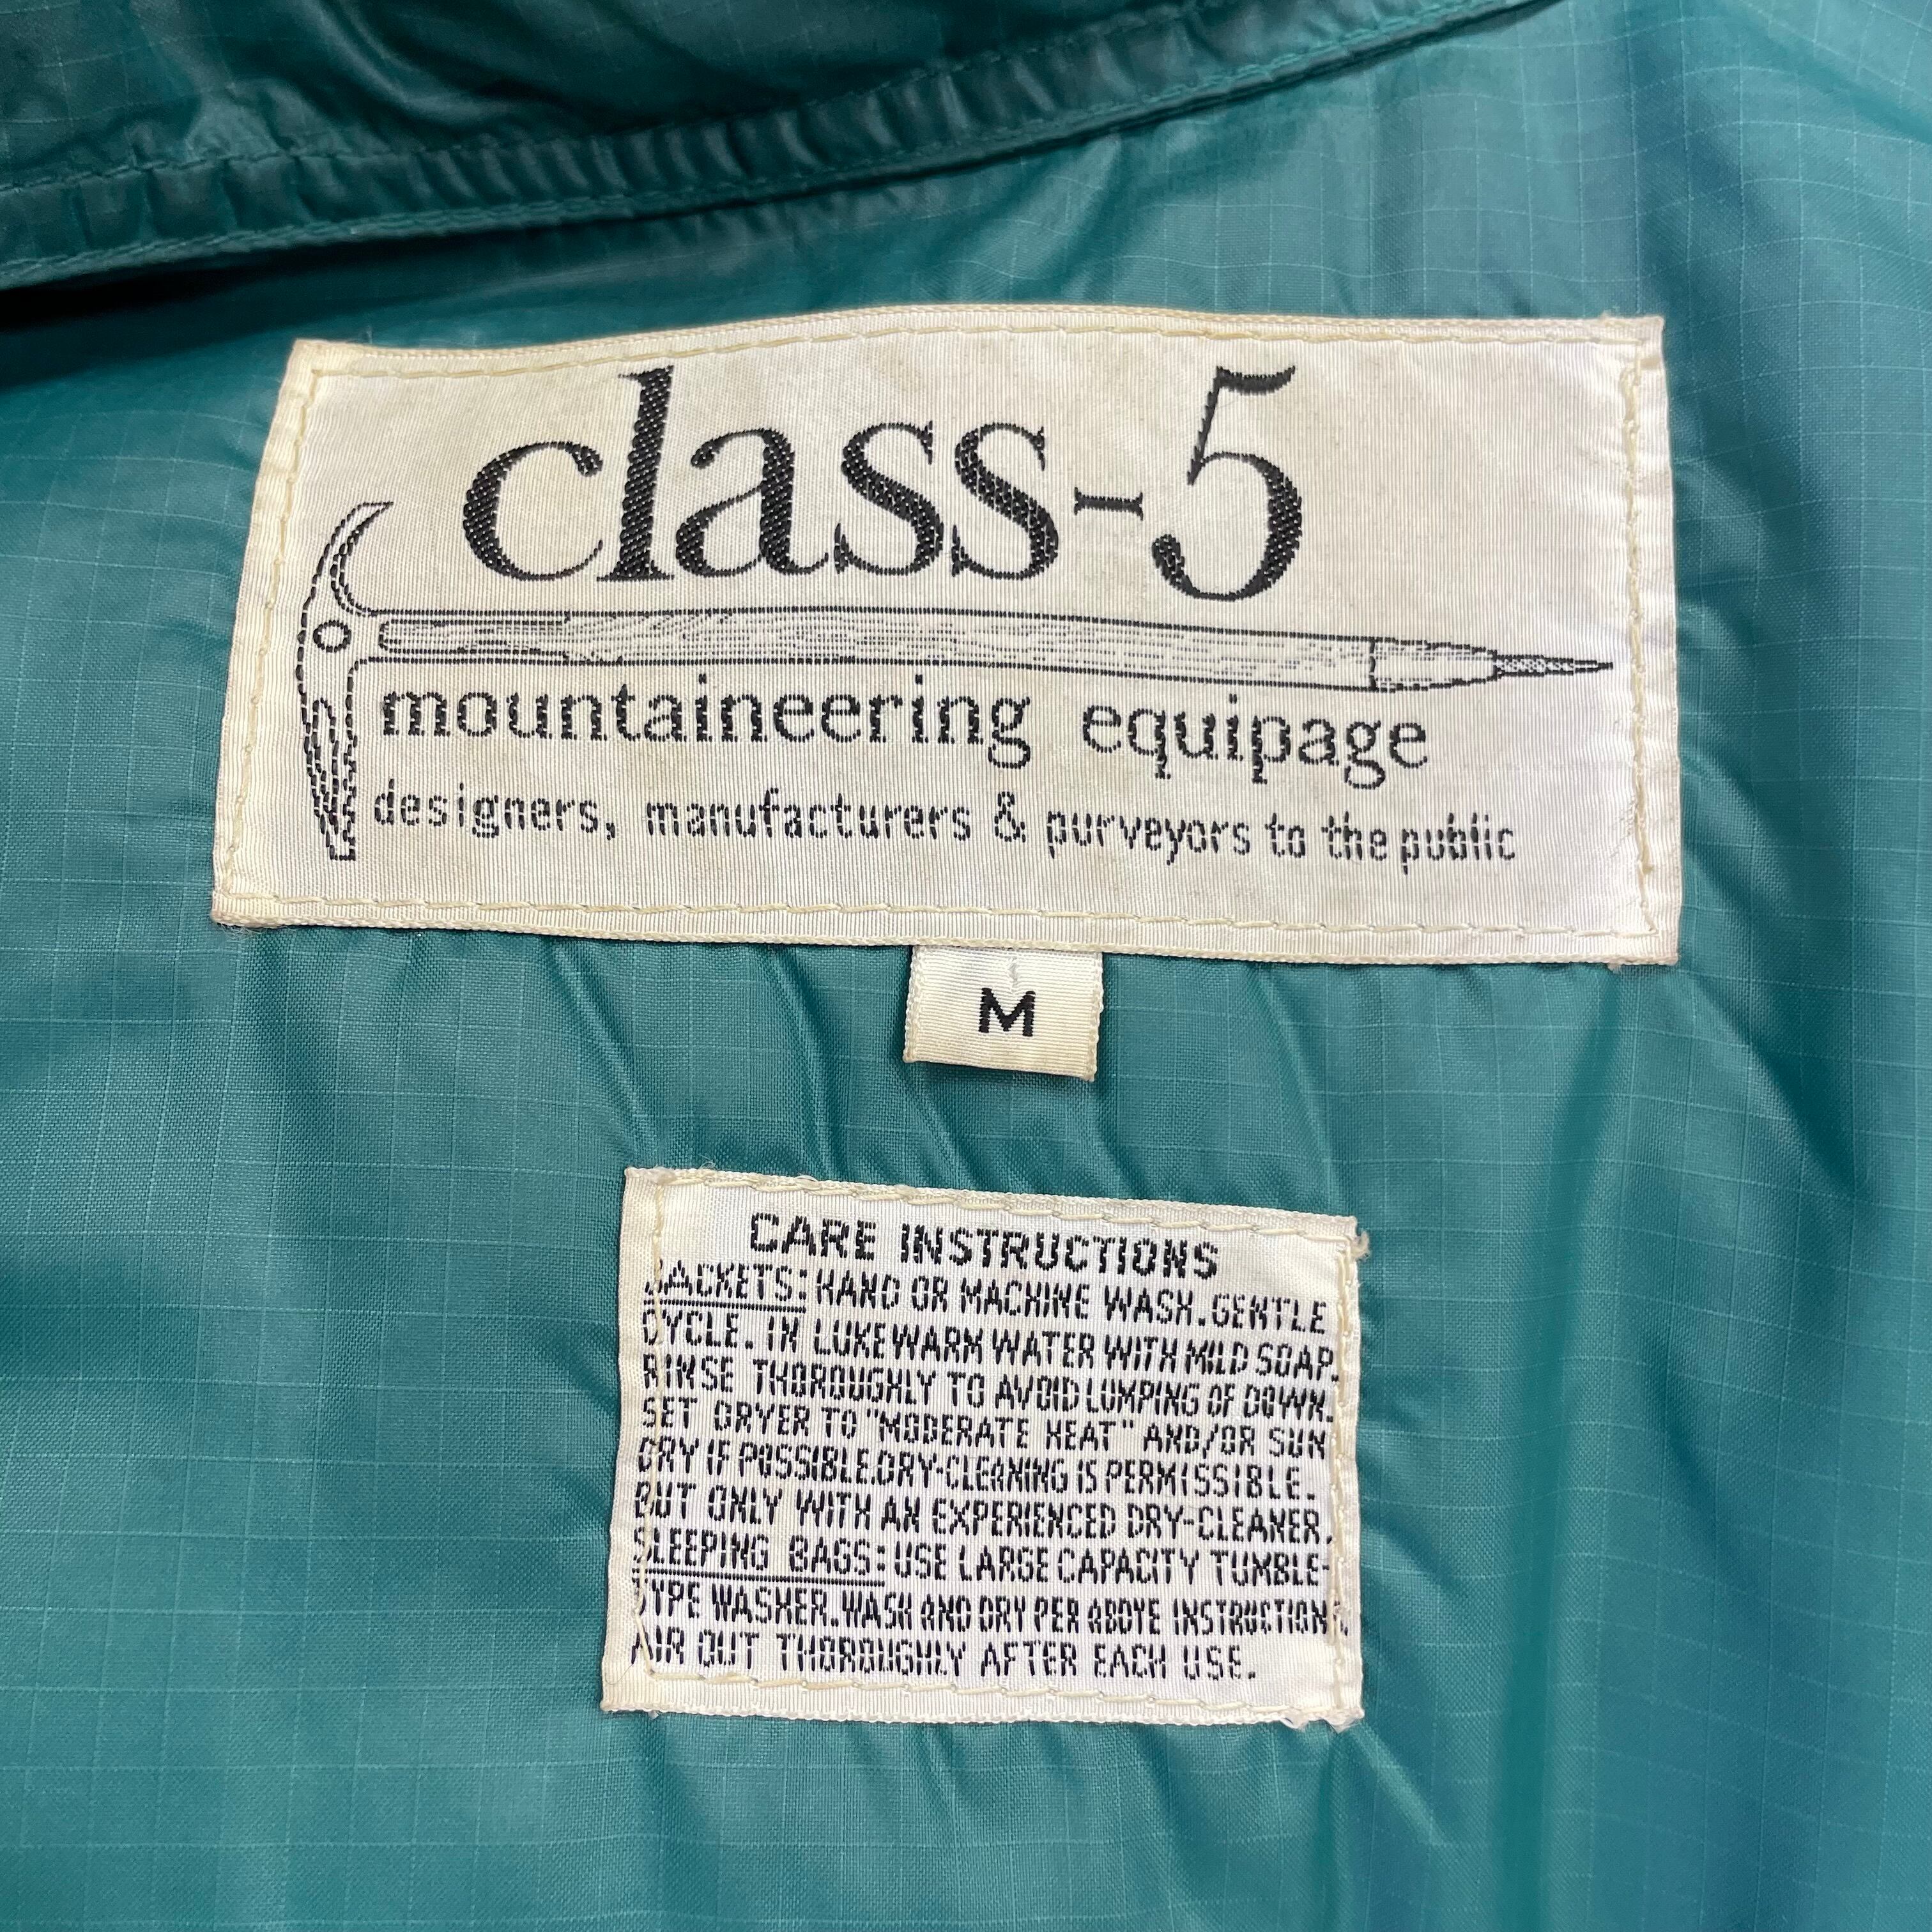 class-5
mountaineering equipage
designers, manufacturers & purveyors to the public
M
CARE INSTRUCTIONS
JACKETS: HAND OR MACHINE WASH. GENTLE
CYCLE. IN LUKEWARM WATER WITH MILD SOAP.
RINSE THOROUGHLY TO AVOID LUMPING OF DOWN.
SET DRYER TO "MODERATE HEAT" AND/OR SUN
DRY IF POSSIBLE. DRY-CLEANING IS PERMISSIBLE.
BUT ONLY WITH AN EXPERIENCED DRY-CLEANER.
SLEEPING BAGS: USE LARGE CAPACITY TUMBLE-
TYPE WASHER. WASH AND DRY PER ABOVE INSTRUCTIONS.
AIR OUT THOROUGHLY AFTER EACH USE.